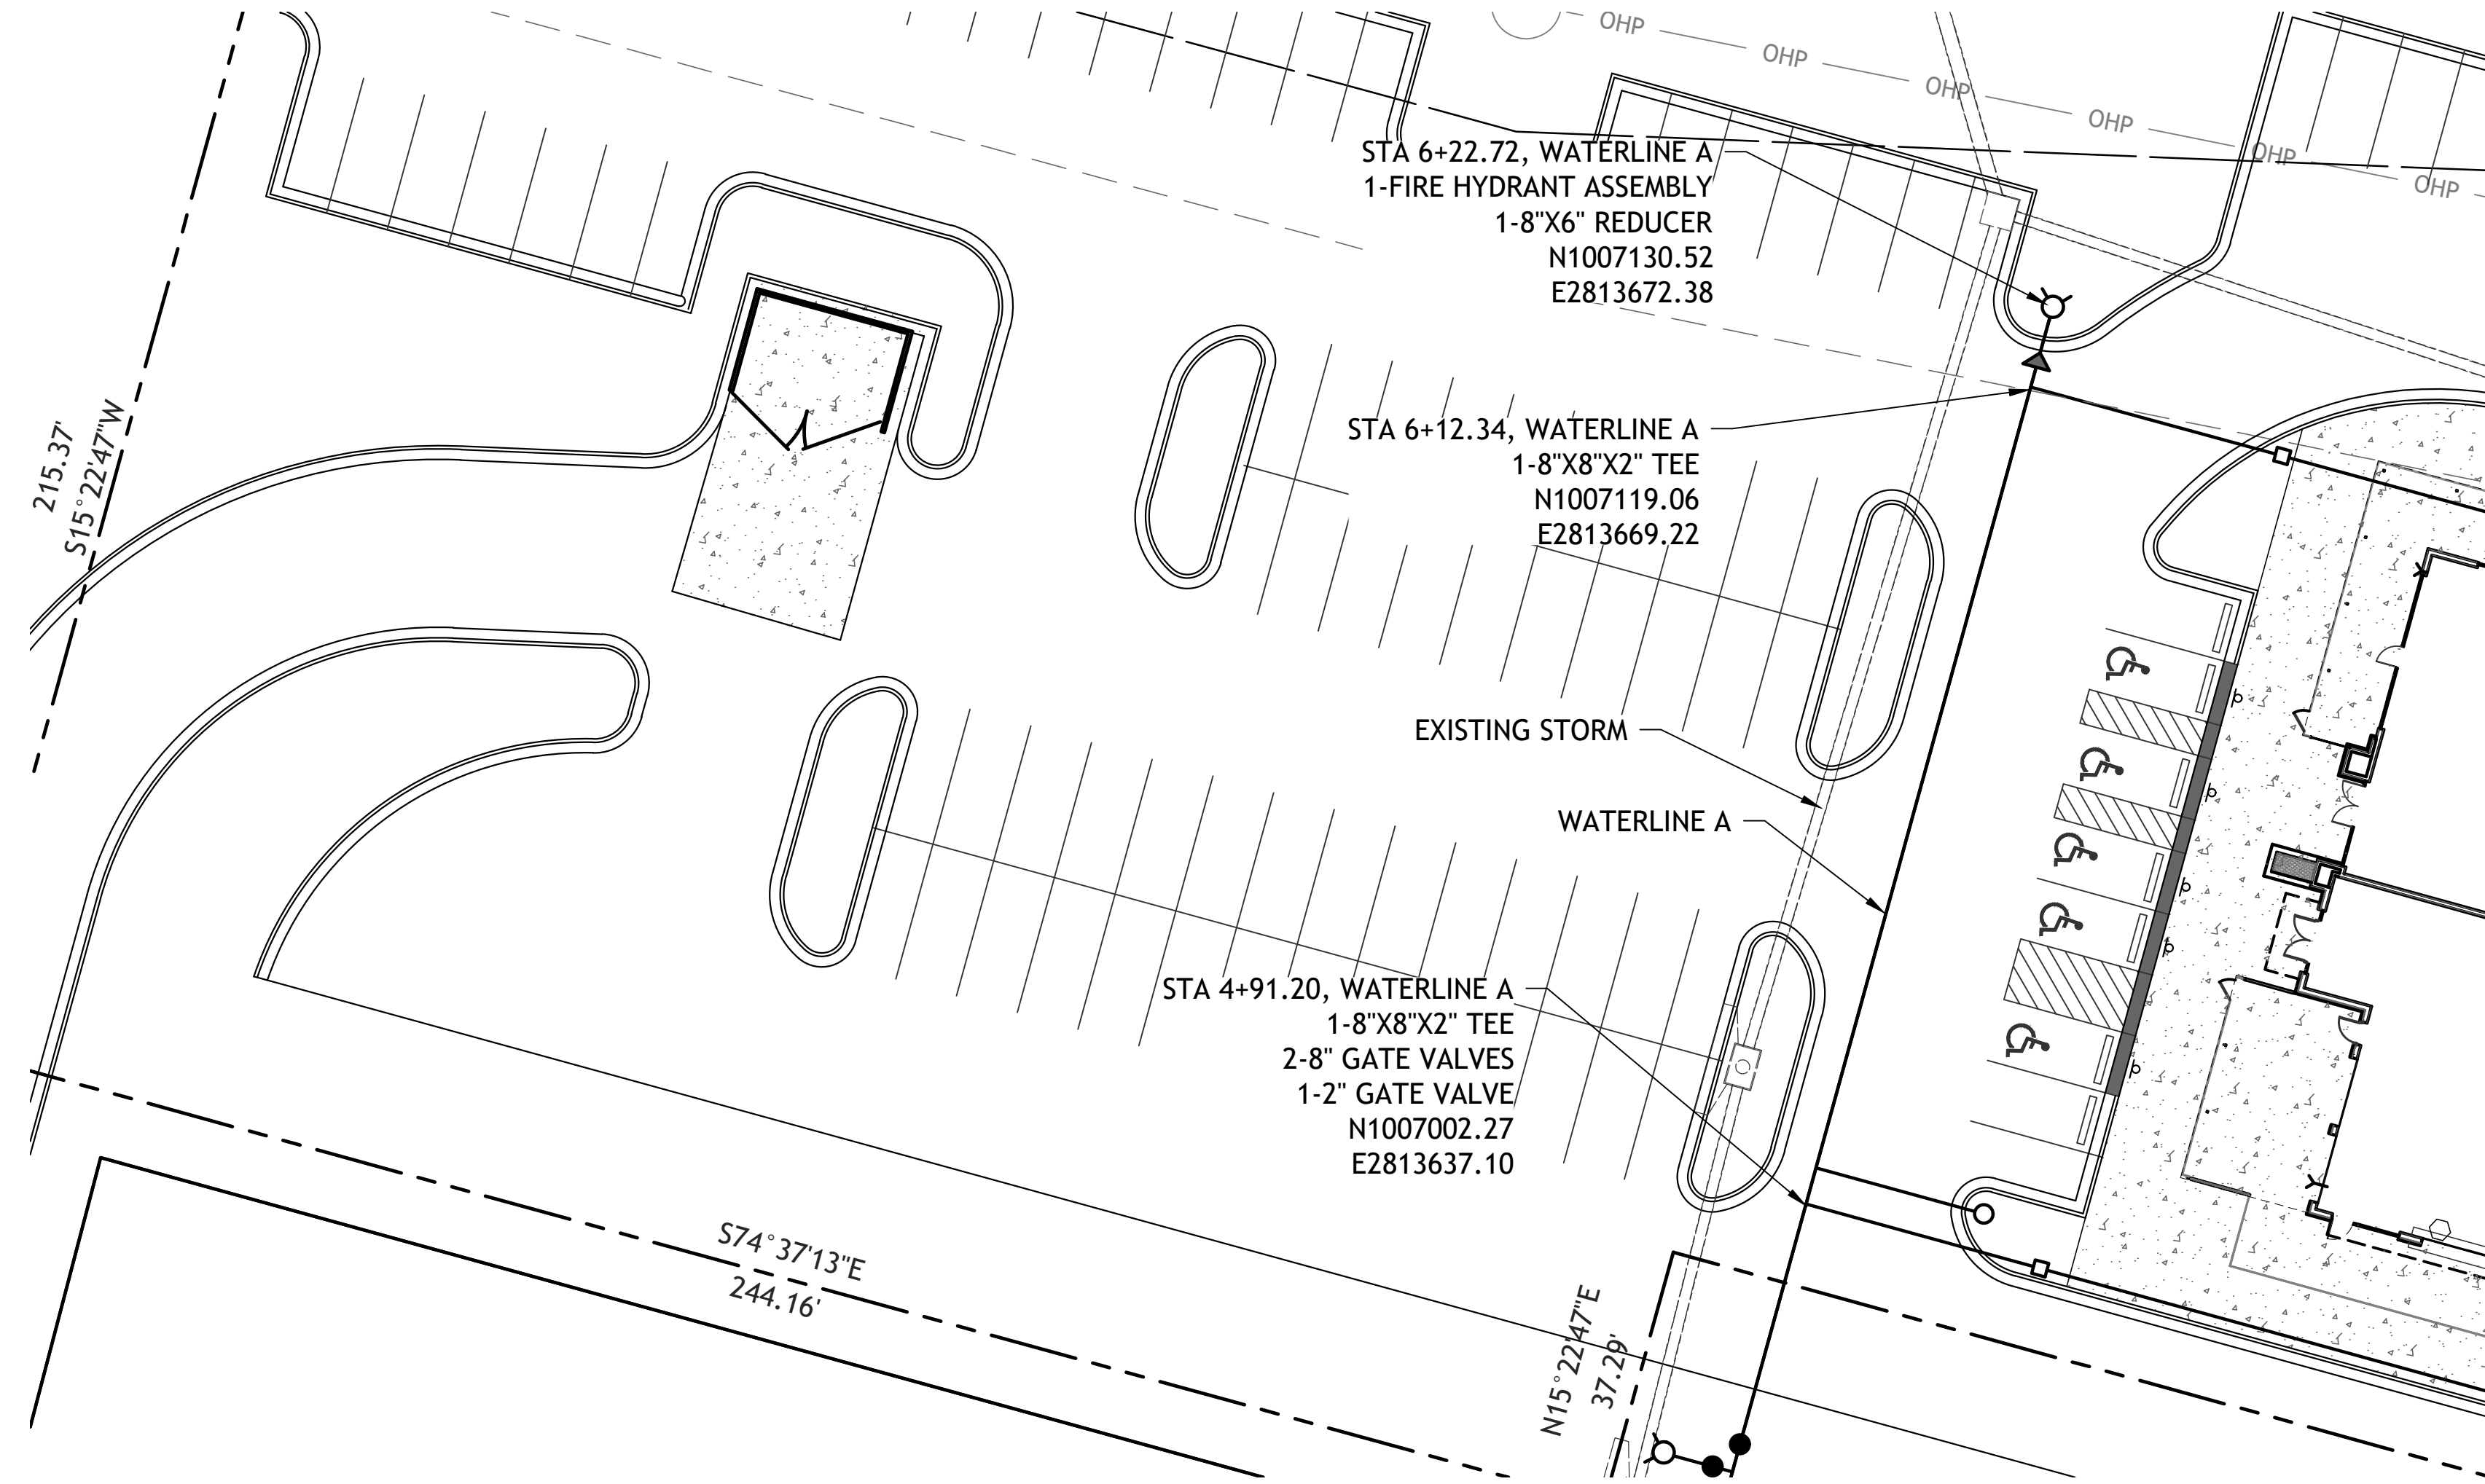 OHP
OHP
OHP
OHP
OHP
OHP
STA 6+22.72, WATERLINE A
1-FIRE HYDRANT ASSEMBLY
1-8"X6" REDUCER
N1007130.52
E2813672.38
215.37'
S15°22'47"W
STA 6+12.34, WATERLINE A
1-8"X8"X2" TEE
N1007119.06
E2813669.22
EXISTING STORM
WATERLINE A
STA 4+91.20, WATERLINE A
1-8"X8"X2" TEE
2-8" GATE VALVES
1-2" GATE VALVE
N1007002.27
E2813637.10
S74°37'13"E
244.16'
N15°22'47"E
37.29'